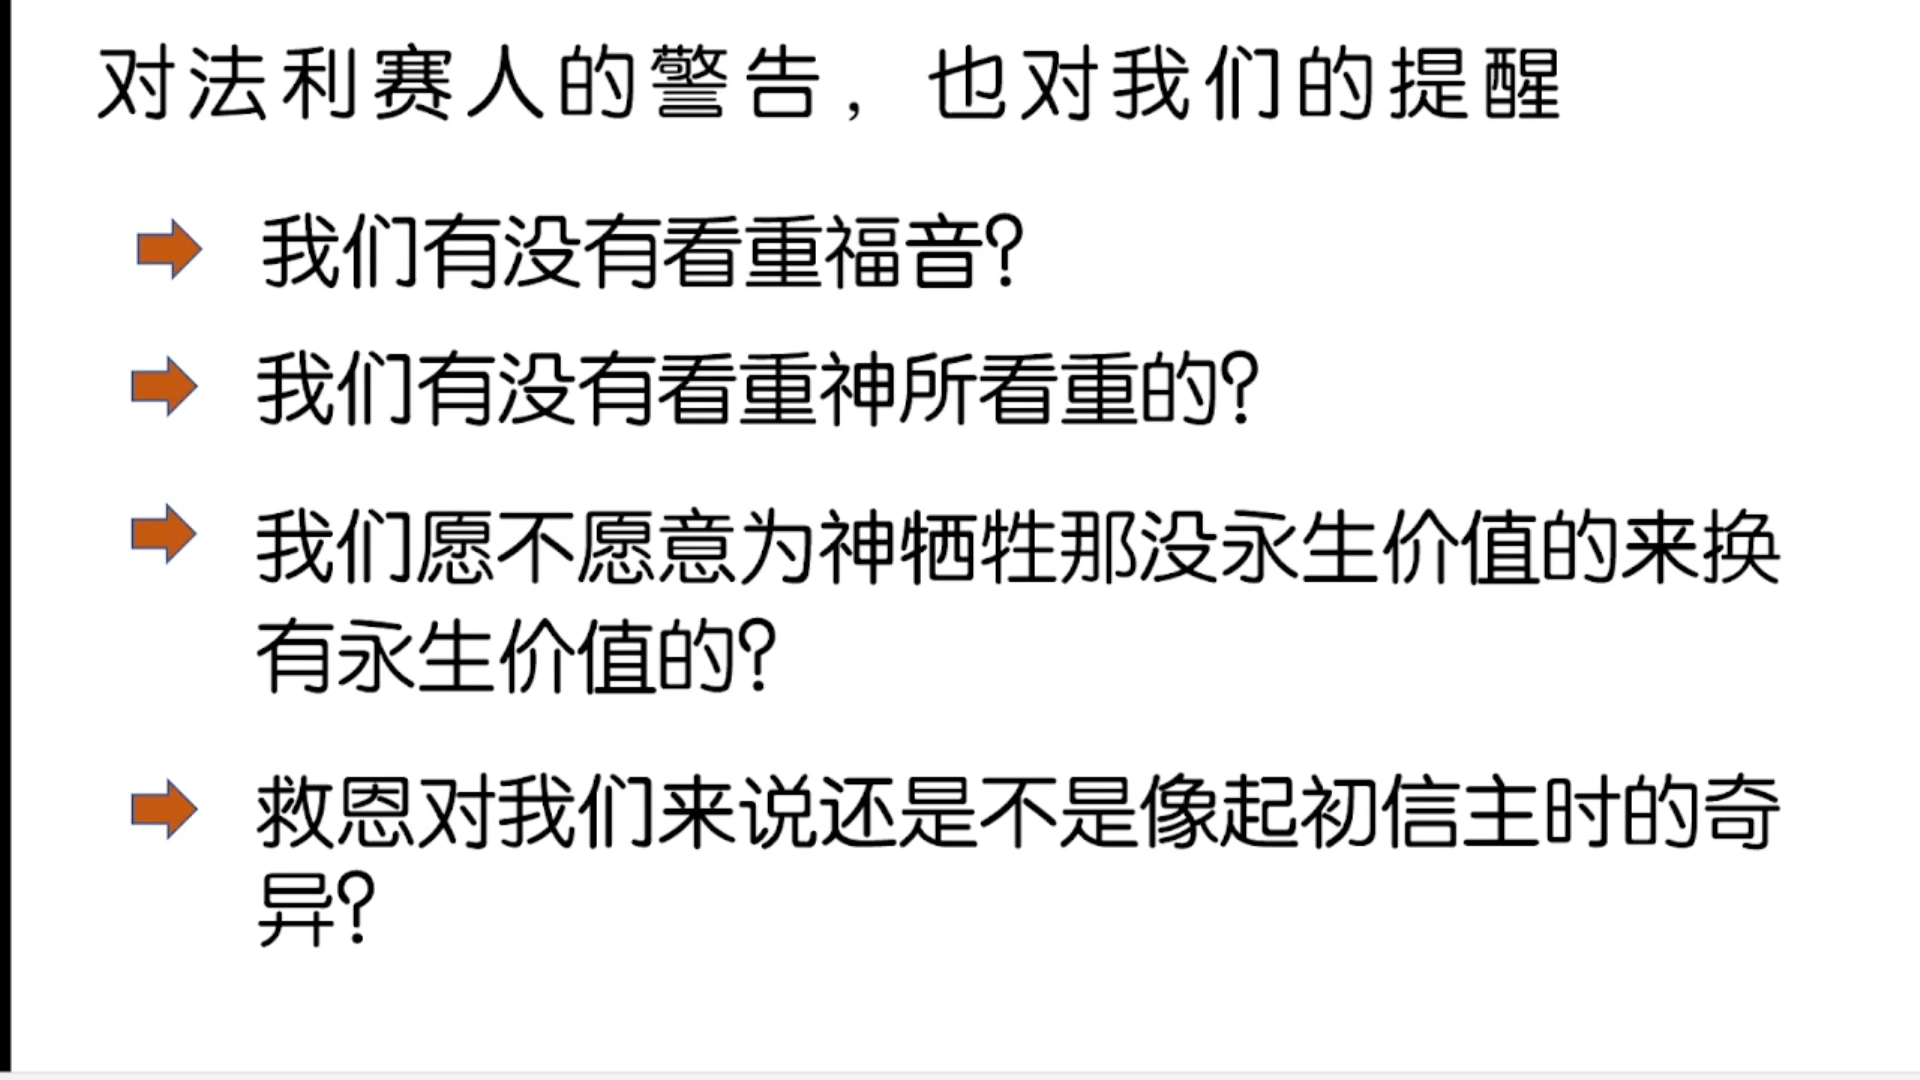 对法利赛人的警告，也对我们的提醒
我们有没有看重福音？
我们有没有看重神所看重的？
我们愿不愿意为神牺牲那没永生价值的来换
有永生价值的？
救恩对我们来说还是不是像起初信主时的奇
异？